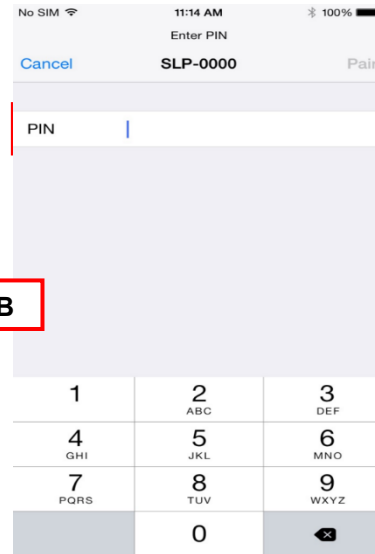 No SIM 11:14 AM 100%
Enter PIN
Cancel SLP-0000 Pair
PIN
B
1 2 3
ABC DEF
4 5 6
GHI JKL MNO
7 8 9
PQRS TUV WXYZ
0